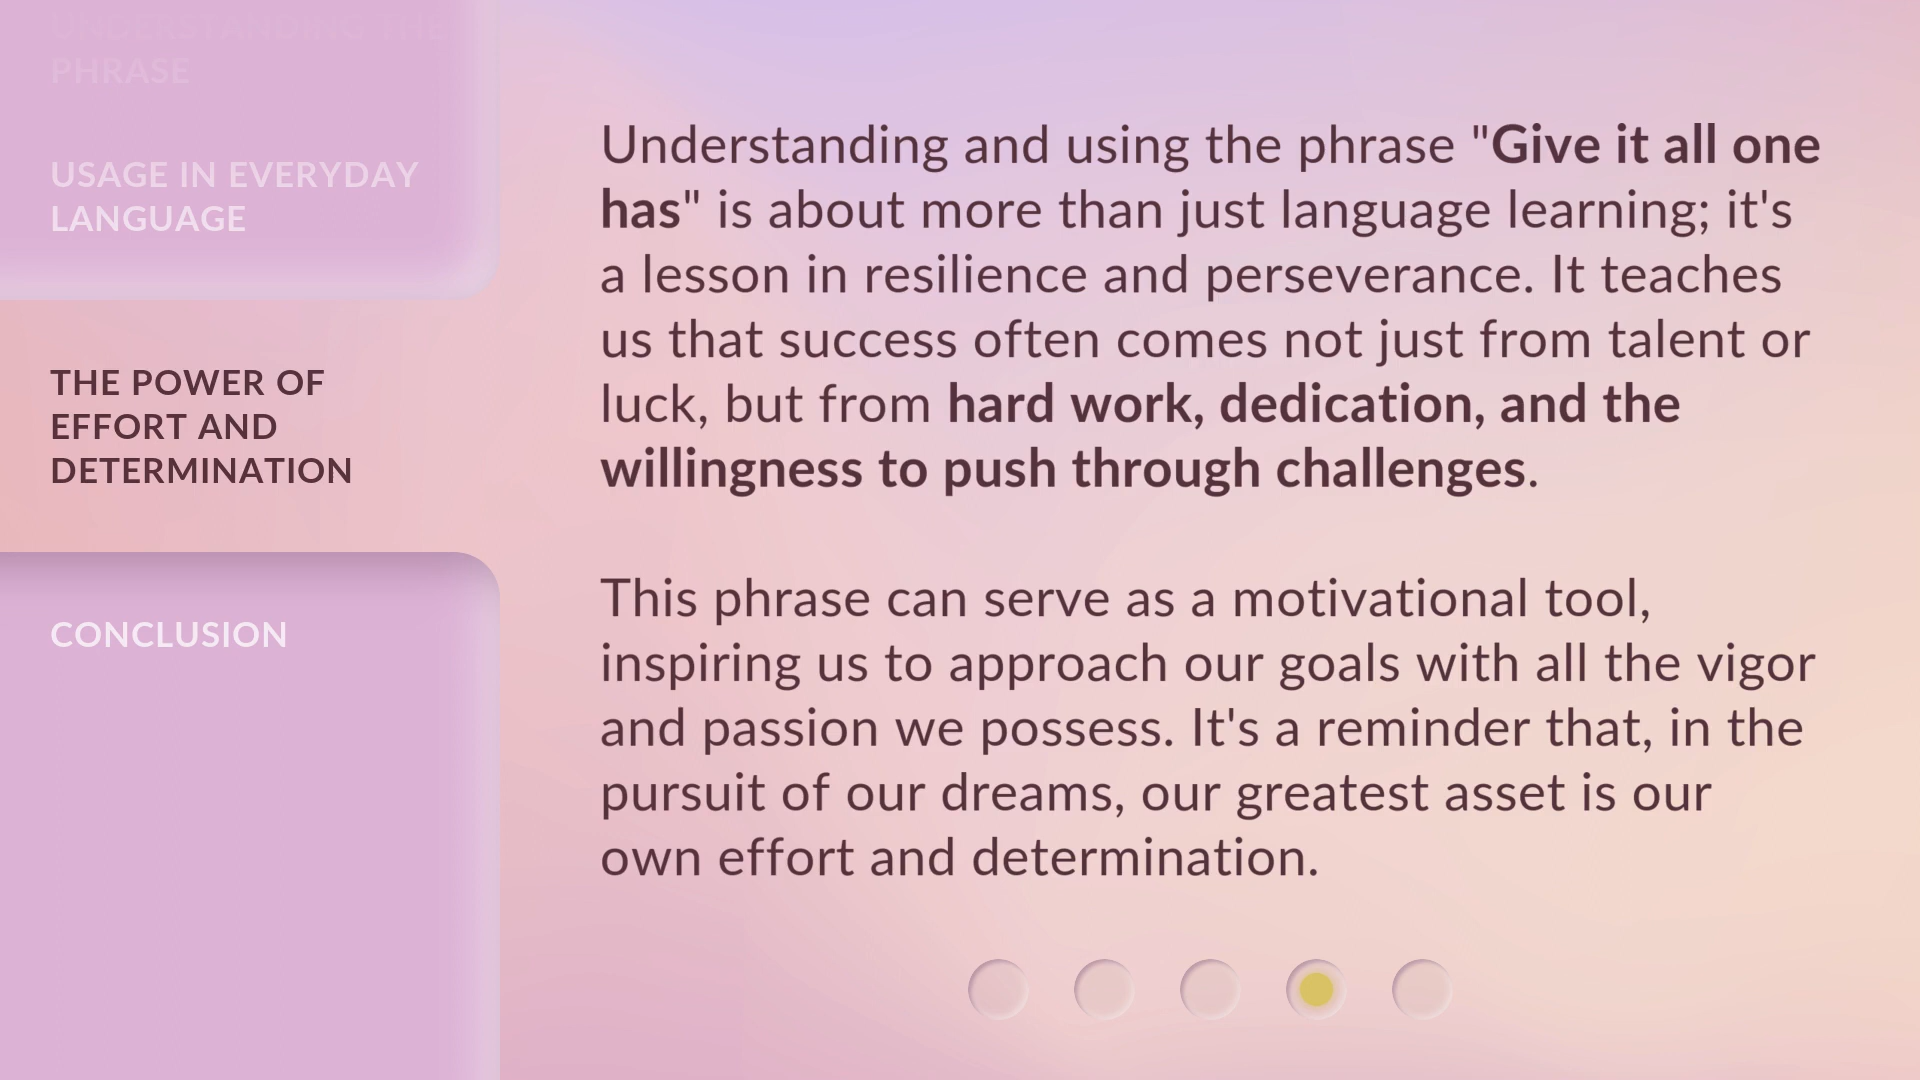 UNDERSTANDING THE
PHRASE
USAGE IN EVERYDAY
LANGUAGE
THE POWER OF
EFFORT AND
DETERMINATION
CONCLUSION
Understanding and using the phrase "Give it all one
has" is about more than just language learning; it's
a lesson in resilience and perseverance. It teaches
us that success often comes not just from talent or
luck, but from hard work, dedication, and the
willingness to push through challenges.
This phrase can serve as a motivational tool,
inspiring us to approach our goals with all the vigor
and passion we possess. It's a reminder that, in the
pursuit of our dreams, our greatest asset is our
own effort and determination.